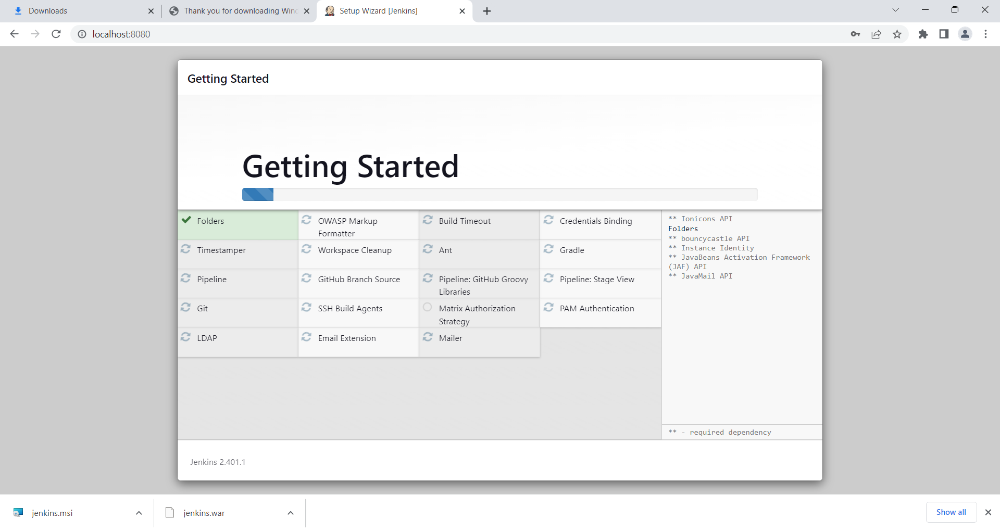 Downloads
Thank you for downloading Wind
Setup Wizard [Jenkins]
localhost:8080
Getting Started
Getting Started
Folders
OWASP Markup
Formatter
Build Timeout
Credentials Binding
Timestamper
Workspace Cleanup
Ant
Gradle
Pipeline
GitHub Branch Source
Pipeline: GitHub Groovy
Libraries
Pipeline: Stage View
Git
SSH Build Agents
Matrix Authorization
Strategy
PAM Authentication
LDAP
Email Extension
Mailer
** Ionicons API
Folders
** bouncycastle API
** Instance Identity
** JavaBeans Activation Framework
(JAF) API
** JavaMail API
** - required dependency
Jenkins 2.401.1
jenkins.msi
jenkins.war
Show all